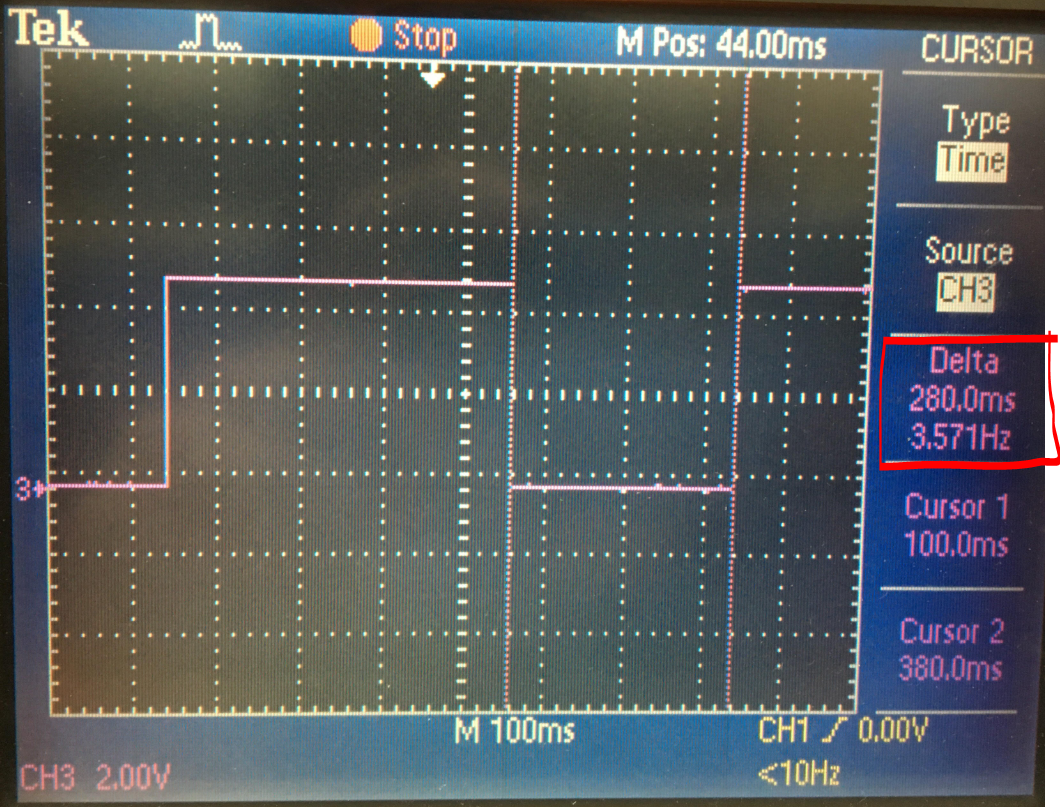 Tek
Stop
M Pos: 44.00ms
CURSOR
Type
Time
Source
CH3
Delta
280.0ms
3.571Hz
Cursor 1
100.0ms
Cursor 2
380.0ms
3
M 100ms
CH1 0.00V
CH3 2.00V
<10Hz